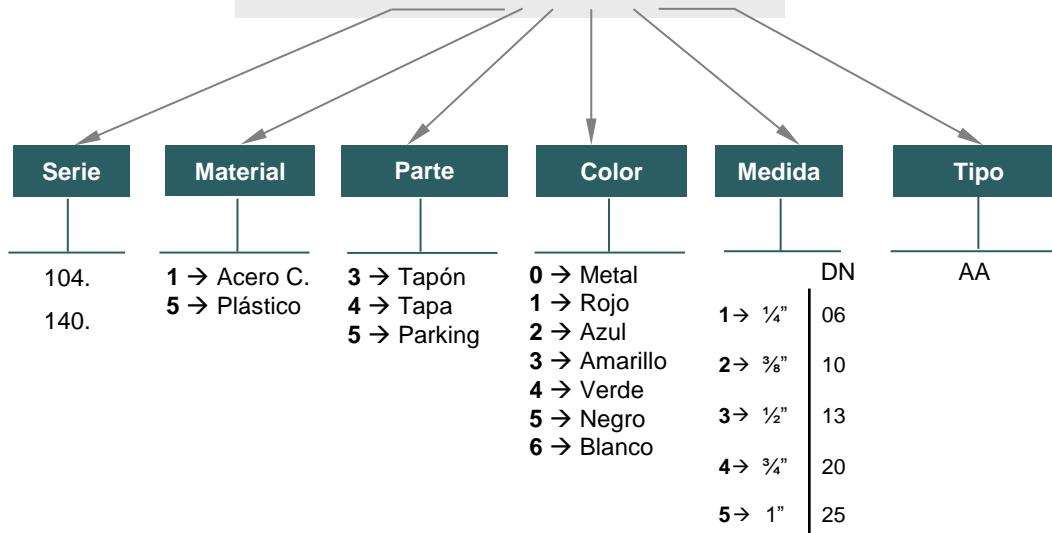 Serie
Material
Parte
Color
Medida
Tipo
104.
140.
1 → Acero C.
5 → Plástico
3 → Tapón
4 → Tapa
5 → Parking
0 → Metal
1 → Rojo
2 → Azul
3 → Amarillo
4 → Verde
5 → Negro
6 → Blanco
DN
1→ ¼” 06
2→ ⅜” 10
3→ ½” 13
4→ ¾” 20
5→ 1” 25
AA